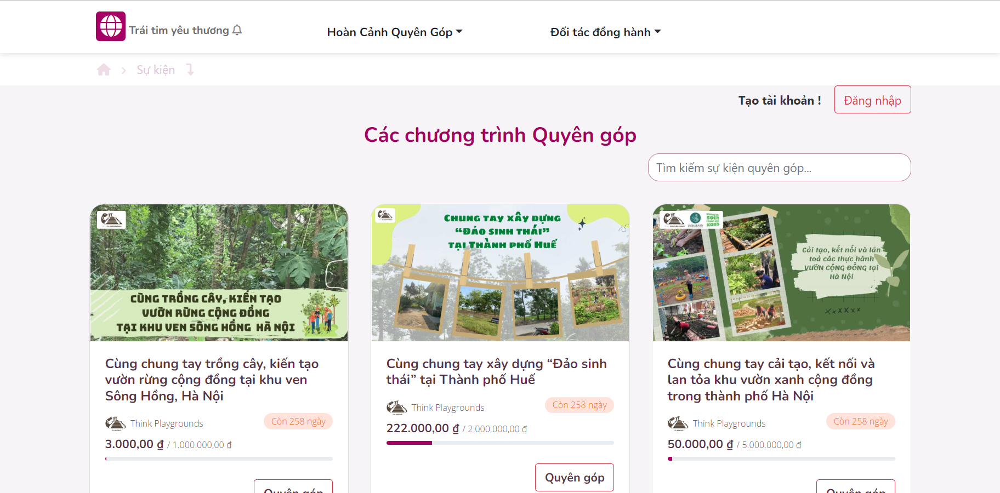 Trái tim yêu thương
Hoàn Cảnh Quyên Góp
Đối tác đồng hành
Sự kiện
Tạo tài khoản !
Đăng nhập
Các chương trình Quyên góp
Tìm kiếm sự kiện quyên góp...
CÙNG TRỒNG CÂY, KIẾN TẠO
VƯỜN RỪNG CỘNG ĐỒNG
TẠI KHU VEN SÔNG HỒNG HÀ NỘI
Cùng chung tay trồng cây, kiến tạo
vườn rừng cộng đồng tại khu ven
Sông Hồng, Hà Nội
Think Playgrounds
Còn 258 ngày
3.000,00 ₫ / 1.000.000,00 ₫
Quyên góp
CHUNG TAY XÂY DỰNG
“ĐẢO SINH THÁI”
TẠI THÀNH PHỐ HUẾ
Cùng chung tay xây dựng “Đảo sinh
thái” tại Thành phố Huế
Think Playgrounds
Còn 258 ngày
222.000,00 ₫ / 2.000.000,00 ₫
Quyên góp
Cải tạo, kết nối và lan
toả các thực hành
VƯỜN CỘNG ĐỒNG tại
Hà Nội
Cùng chung tay cải tạo, kết nối và
lan tỏa khu vườn xanh cộng đồng
trong thành phố Hà Nội
Think Playgrounds
Còn 258 ngày
50.000,00 ₫ / 5.000.000,00 ₫
Quyên góp